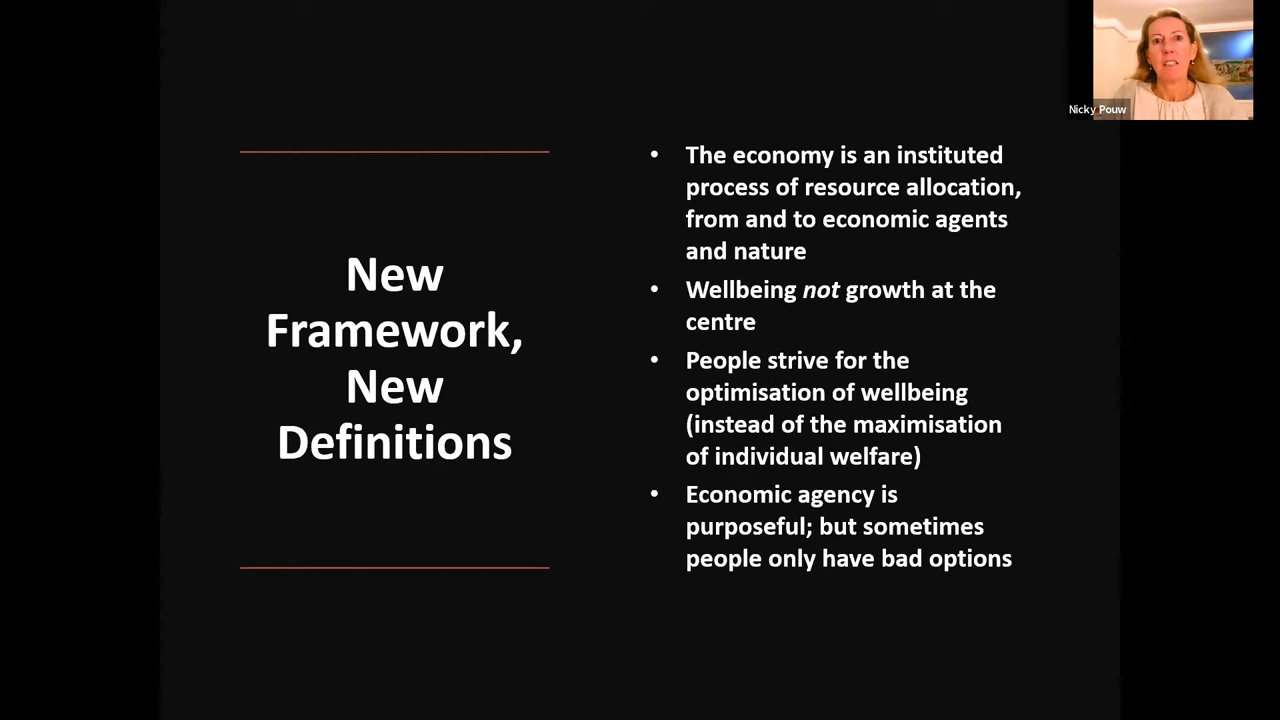 New
Framework,
New
Definitions
• The economy is an instituted
process of resource allocation,
from and to economic agents
and nature
• Wellbeing not growth at the
centre
• People strive for the
optimisation of wellbeing
(instead of the maximisation
of individual welfare)
• Economic agency is
purposeful; but sometimes
people only have bad options
Nicky Pouw